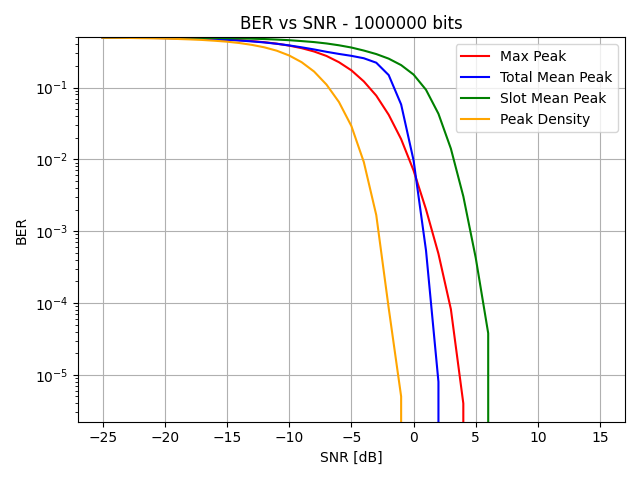 BER vs SNR - 1000000 bits
Max Peak
Total Mean Peak
Slot Mean Peak
Peak Density
BER
10⁻¹
10⁻²
10⁻³
10⁻⁴
10⁻⁵
−25 −20 −15 −10 −5 0 5 10 15
SNR [dB]